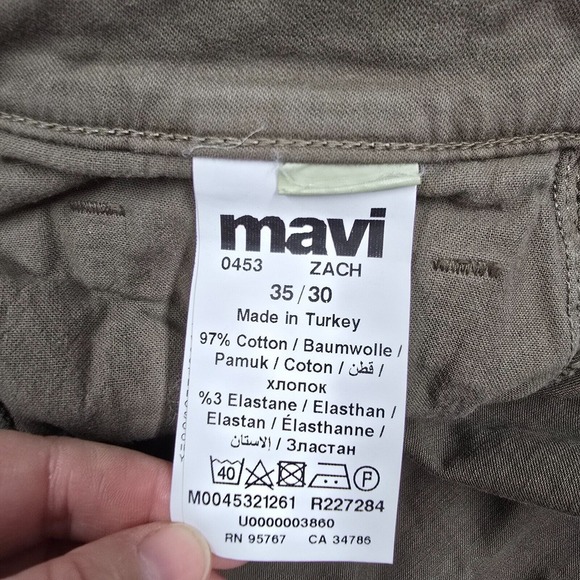 mavi
0453 ZACH
35/30
Made in Turkey
97% Cotton / Baumwolle /
Pamuk / Coton / قطن /
хлопок
%3 Elastane / Elasthan /
Elastan / Élasthanne /
الاستان / Эластан
40 P
M0045321261 R227284
U0000003860
RN 95767 CA 34786